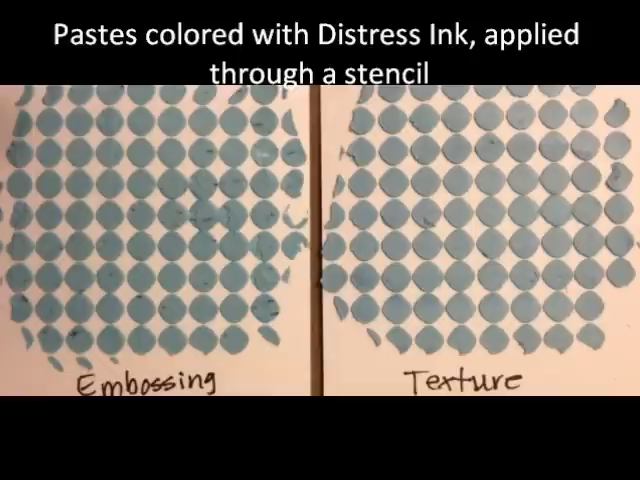 Pastes colored with Distress Ink, applied
through a stencil
Embossing
Texture